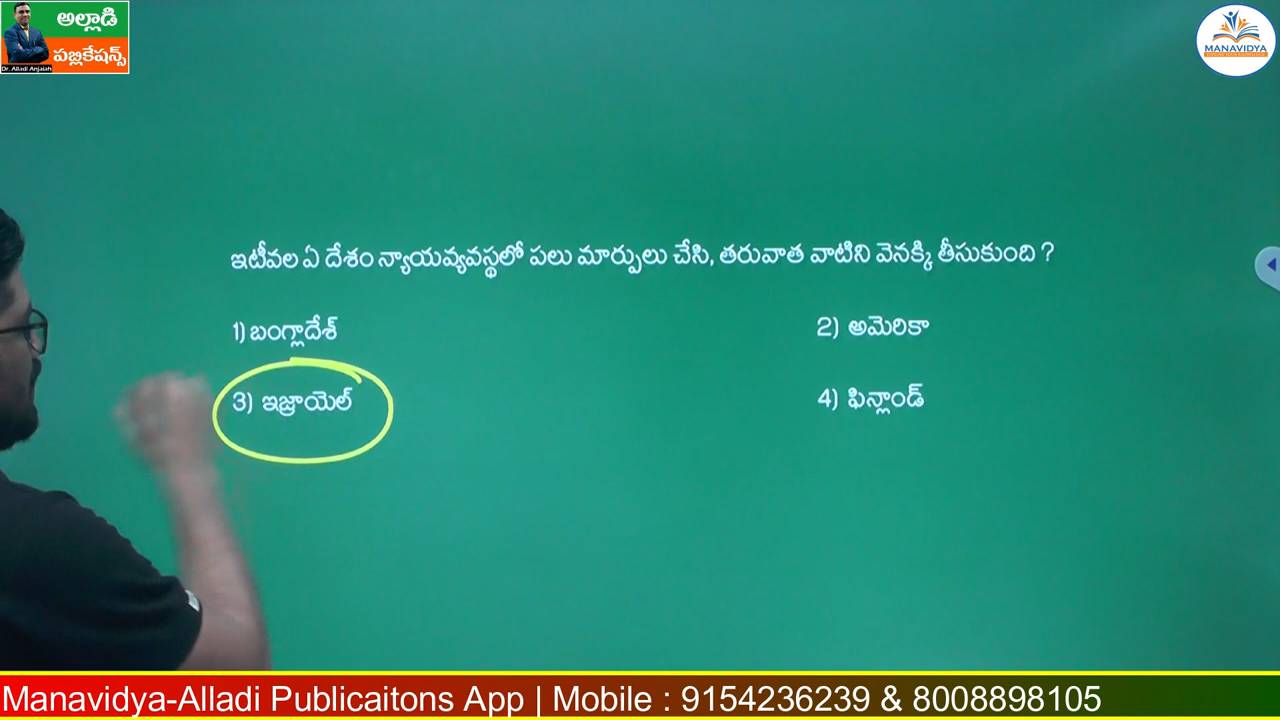 అల్లాడి
పబ్లికేషన్స్
Dr. Alladi Anjaiah
MANAVIDYA
ఇటీవల ఏ దేశం న్యాయవ్యవస్థలో పలు మార్పులు చేసి, తరువాత వాటిని వెనక్కి తీసుకుంది ?
1) బంగ్లాదేశ్
2) అమెరికా
3) ఇజ్రాయెల్
4) ఫిన్లాండ్
Manavidya-Alladi Publicaitons App | Mobile : 9154236239 & 8008898105